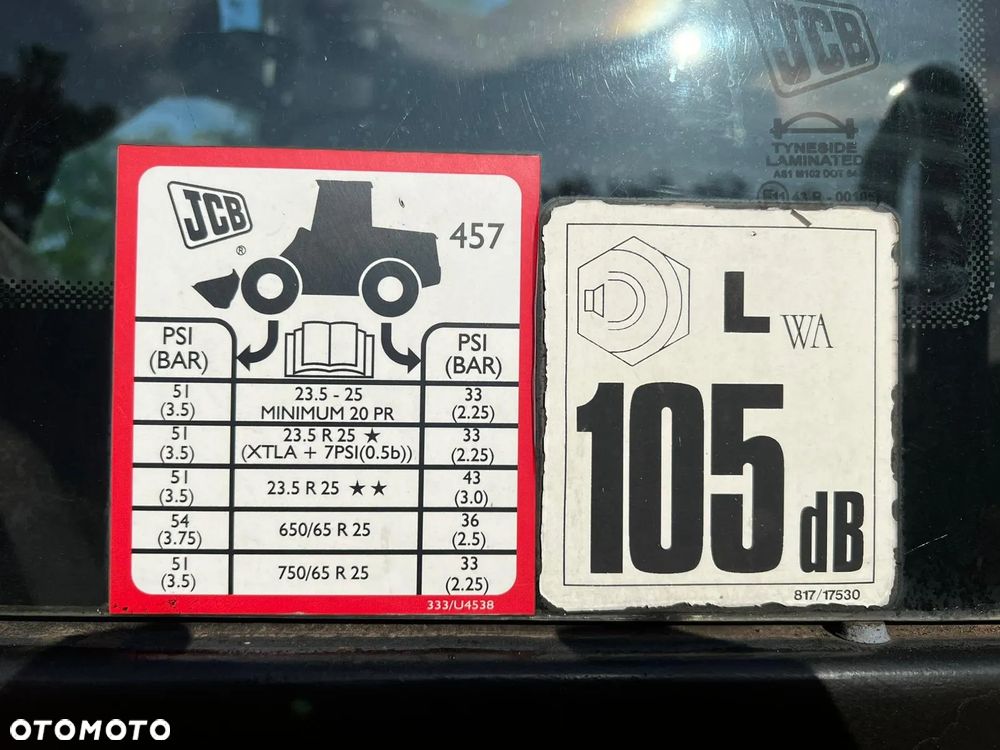 JCB
TYNESIDE
LAMINATED
JCB
®
457
PSI
(BAR)
PSI
(BAR)
51
(3.5)
23.5 - 25
MINIMUM 20 PR
33
(2.25)
51
(3.5)
23.5 R 25 ★
(XTLA + 7PSI(0.5b))
33
(2.25)
51
(3.5)
23.5 R 25 ★★
43
(3.0)
54
(3.75)
650/65 R 25
36
(2.5)
51
(3.5)
750/65 R 25
33
(2.25)
333/U4538
L WA
105 dB
817/17530
OTOMOTO